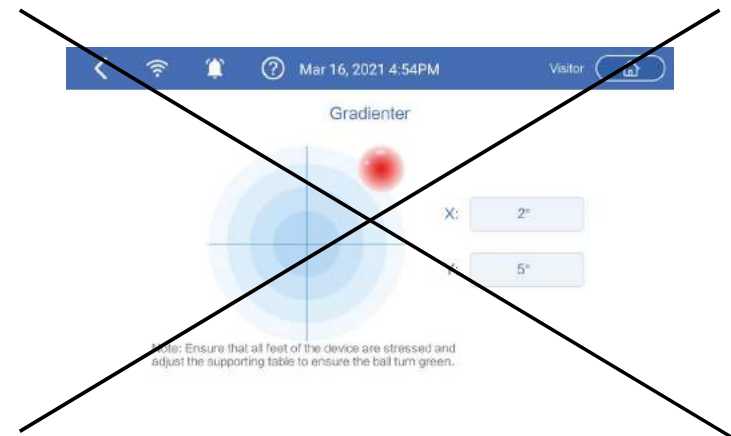 Mar 16, 2021 4:54PM
Visitor
Gradienter
X: 2°
Y: 5°
Note: Ensure that all feet of the device are stressed and
adjust the supporting table to ensure the ball turn green.